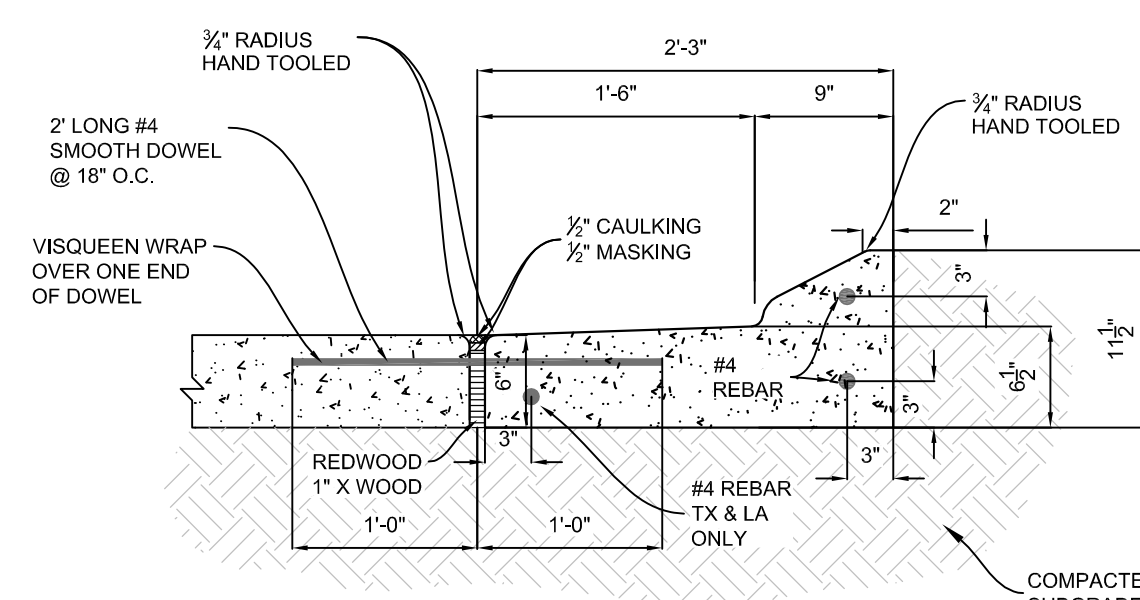 ¾" RADIUS
HAND TOOLED
2'-3"
1'-6"
9"
¾" RADIUS
HAND TOOLED
2' LONG #4
SMOOTH DOWEL
@ 18" O.C.
2"
½" CAULKING
½" MASKING
VISQUEEN WRAP
OVER ONE END
OF DOWEL
3"
11½"
6½"
#4
REBAR
6"
3"
3"
3"
REDWOOD
1" X WOOD
#4 REBAR
TX & LA
ONLY
1'-0"
1'-0"
COMPACTE